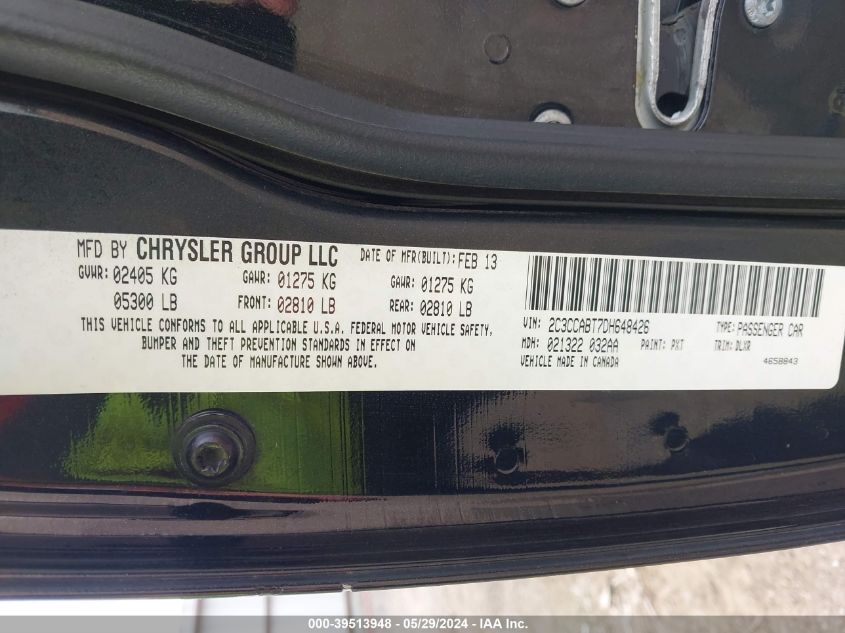 MFD BY CHRYSLER GROUP LLC DATE OF MFR(BUILT): FEB 13
GVWR: 02405 KG GAWR: 01275 KG GAWR: 01275 KG
05300 LB FRONT: 02810 LB REAR: 02810 LB
THIS VEHICLE CONFORMS TO ALL APPLICABLE U.S.A. FEDERAL MOTOR VEHICLE SAFETY,
BUMPER AND THEFT PREVENTION STANDARDS IN EFFECT ON
THE DATE OF MANUFACTURE SHOWN ABOVE.
VIN: 2C3CCABT7DH648426 TYPE: PASSENGER CAR
MDH: 021322 032AA PAINT: PXT TRIM: DLXR
VEHICLE MADE IN CANADA 4658843
000-39513948 - 05/29/2024 - IAA Inc.